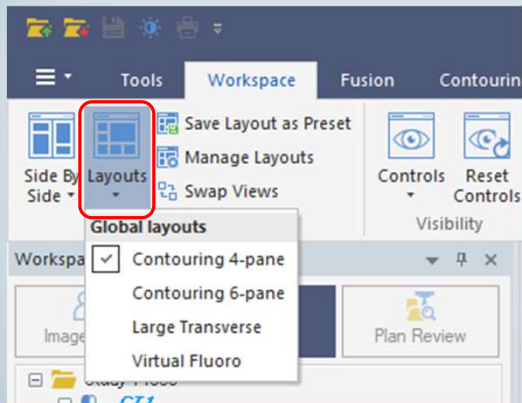 Tools Workspace Fusion
Side By Side
Layouts
Save Layout as Preset
Manage Layouts
Swap Views
Controls
Reset Controls
Visibility
Global layouts
Contouring 4-pane
Contouring 6-pane
Large Transverse
Virtual Fluoro
Plan Review